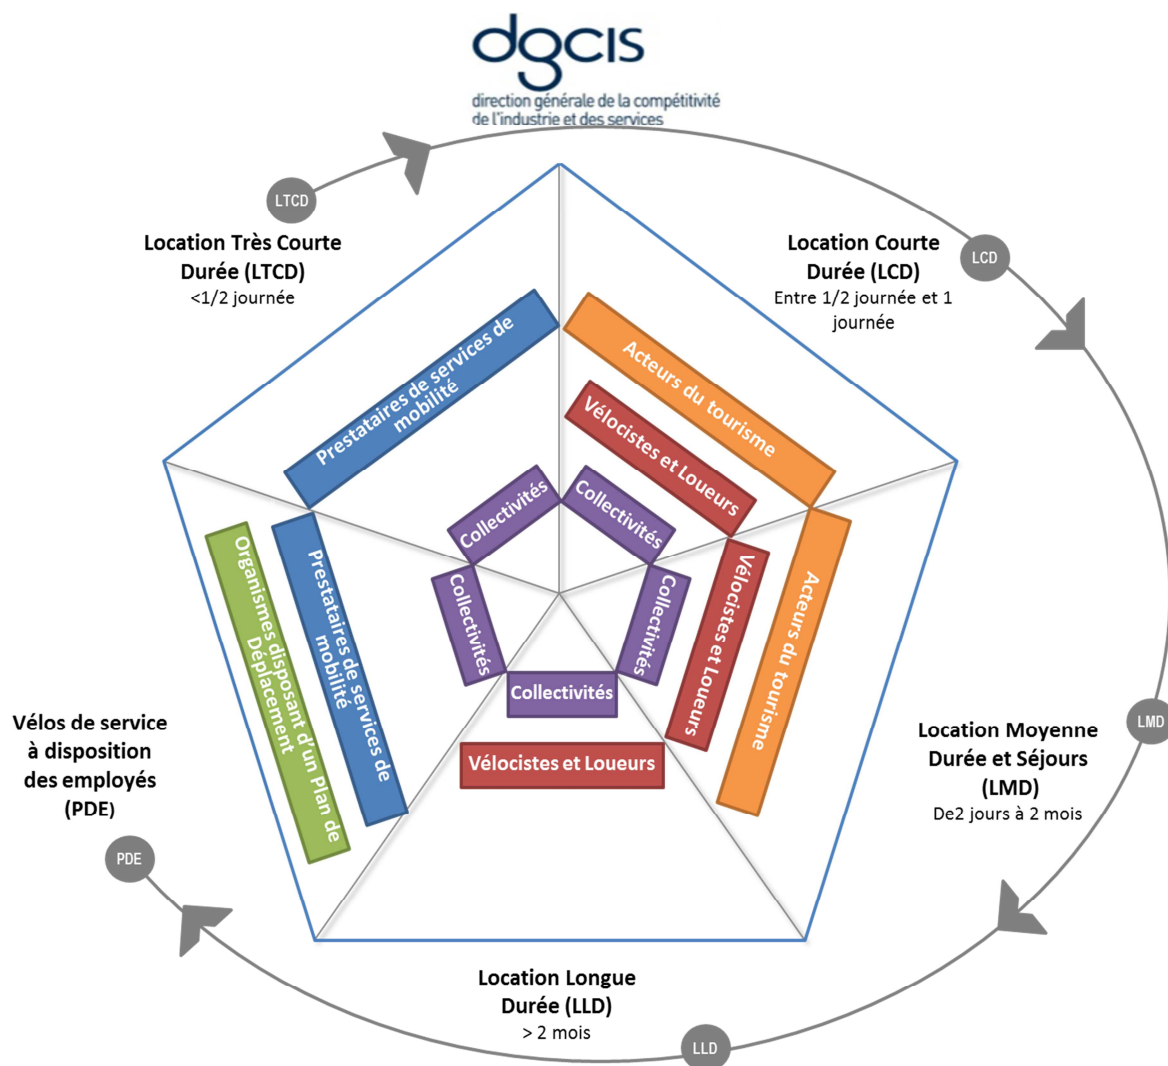 dgcis
direction générale de la compétitivité
de l'industrie et des services
LTCD
Location Très Courte
Durée (LTCD)
<1/2 journée
LCD
Location Courte
Durée (LCD)
Entre 1/2 journée et 1
journée
Prestataires de services de
mobilité
Acteurs du tourisme
Vélocistes et Loueurs
Collectivités
Collectivités
Organismes disposant d'un Plan de
Déplacement
Prestataires de services de
mobilité
Collectivités
Collectivités
Vélocistes et Loueurs
Acteurs du tourisme
Collectivités
Vélocistes et Loueurs
Vélos de service
à disposition
des employés
(PDE)
PDE
LMD
Location Moyenne
Durée et Séjours
(LMD)
De2 jours à 2 mois
Location Longue
Durée (LLD)
> 2 mois
LLD